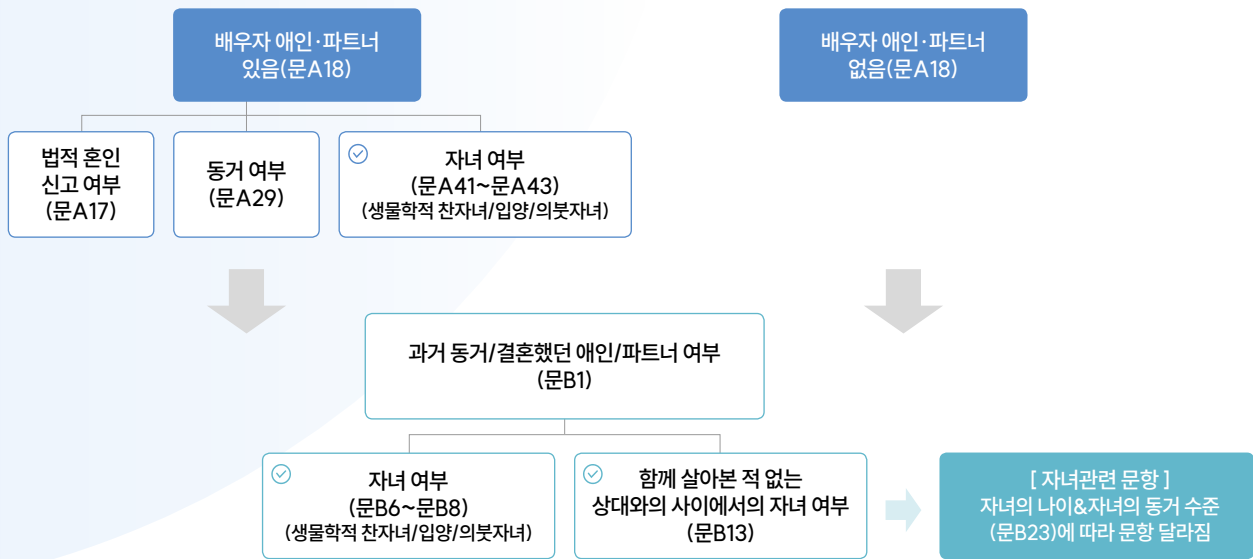 배우자 애인·파트너
있음(문A18)
배우자 애인·파트너
없음(문A18)
법적 혼인
신고 여부
(문A17)
동거 여부
(문A29)
자녀 여부
(문A41~문A43)
(생물학적 찬자녀/입양/의붓자녀)
과거 동거/결혼했던 애인/파트너 여부
(문B1)
자녀 여부
(문B6~문B8)
(생물학적 찬자녀/입양/의붓자녀)
함께 살아본 적 없는
상대와의 사이에서의 자녀 여부
(문B13)
[ 자녀관련 문항 ]
자녀의 나이&자녀의 동거 수준
(문B23)에 따라 문항 달라짐